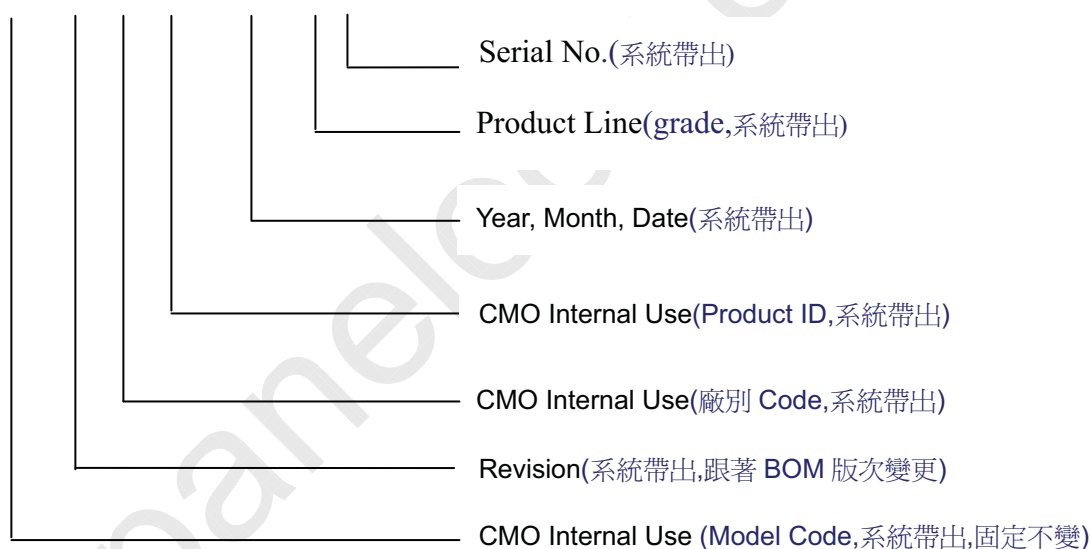 Serial No.(系統帶出)
Product Line(grade,系統帶出)
Year, Month, Date(系統帶出)
CMO Internal Use(Product ID,系統帶出)
CMO Internal Use(廠別 Code,系統帶出)
Revision(系統帶出,跟著 BOM 版次變更)
CMO Internal Use (Model Code,系統帶出,固定不變)